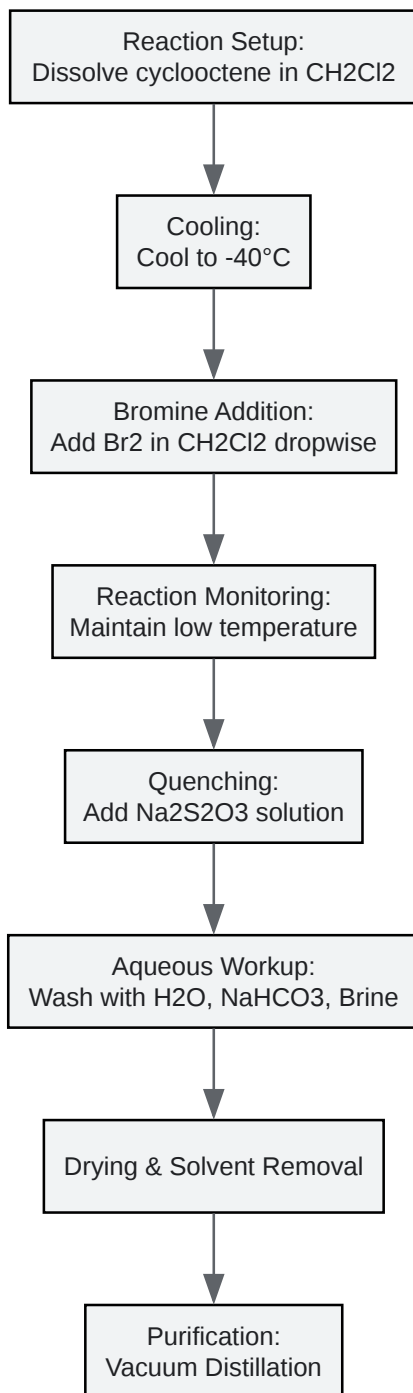 Reaction Setup:
Dissolve cyclooctene in CH2Cl2
Cooling:
Cool to -40°C
Bromine Addition:
Add Br2 in CH2Cl2 dropwise
Reaction Monitoring:
Maintain low temperature
Quenching:
Add Na2S2O3 solution
Aqueous Workup:
Wash with H2O, NaHCO3, Brine
Drying & Solvent Removal
Purification:
Vacuum Distillation